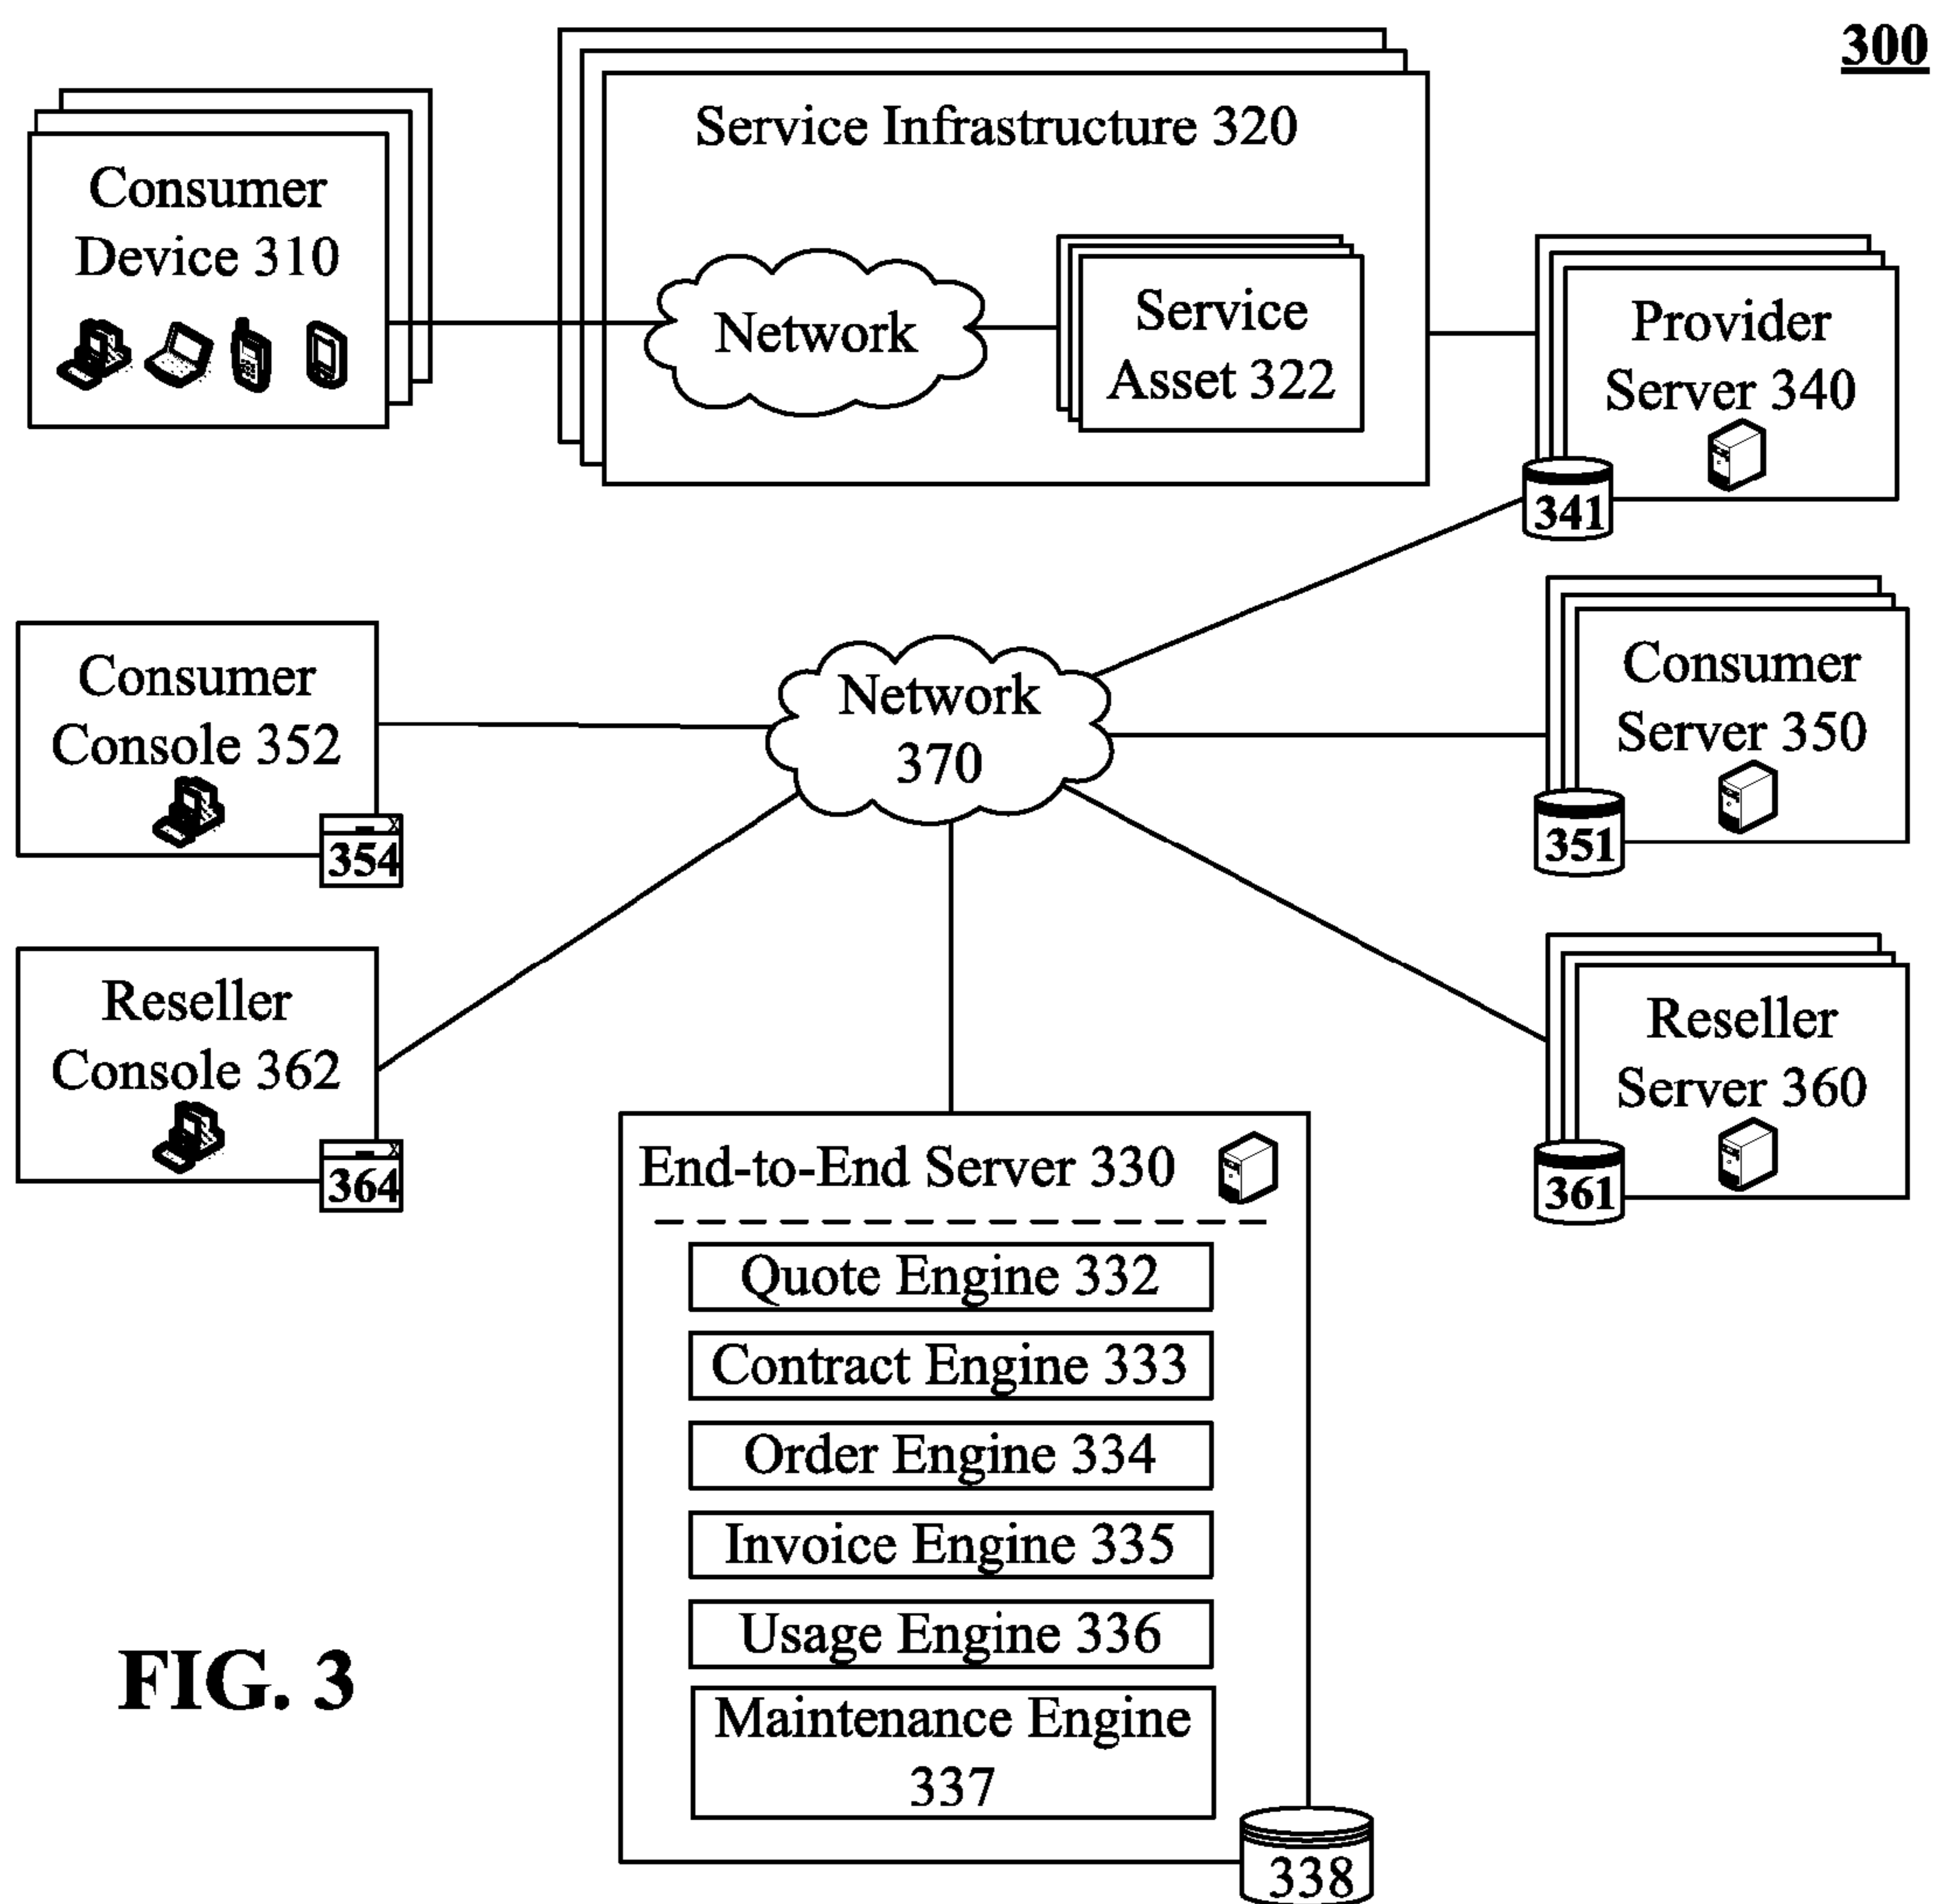 300
Service Infrastructure 320
Consumer
Device 310
Network
Service
Asset 322
Provider
Server 340
341
Consumer
Console 352
354
Network
370
Consumer
Server 350
351
Reseller
Console 362
364
Reseller
Server 360
361
End-to-End Server 330
Quote Engine 332
Contract Engine 333
Order Engine 334
Invoice Engine 335
Usage Engine 336
Maintenance Engine
337
338
FIG. 3